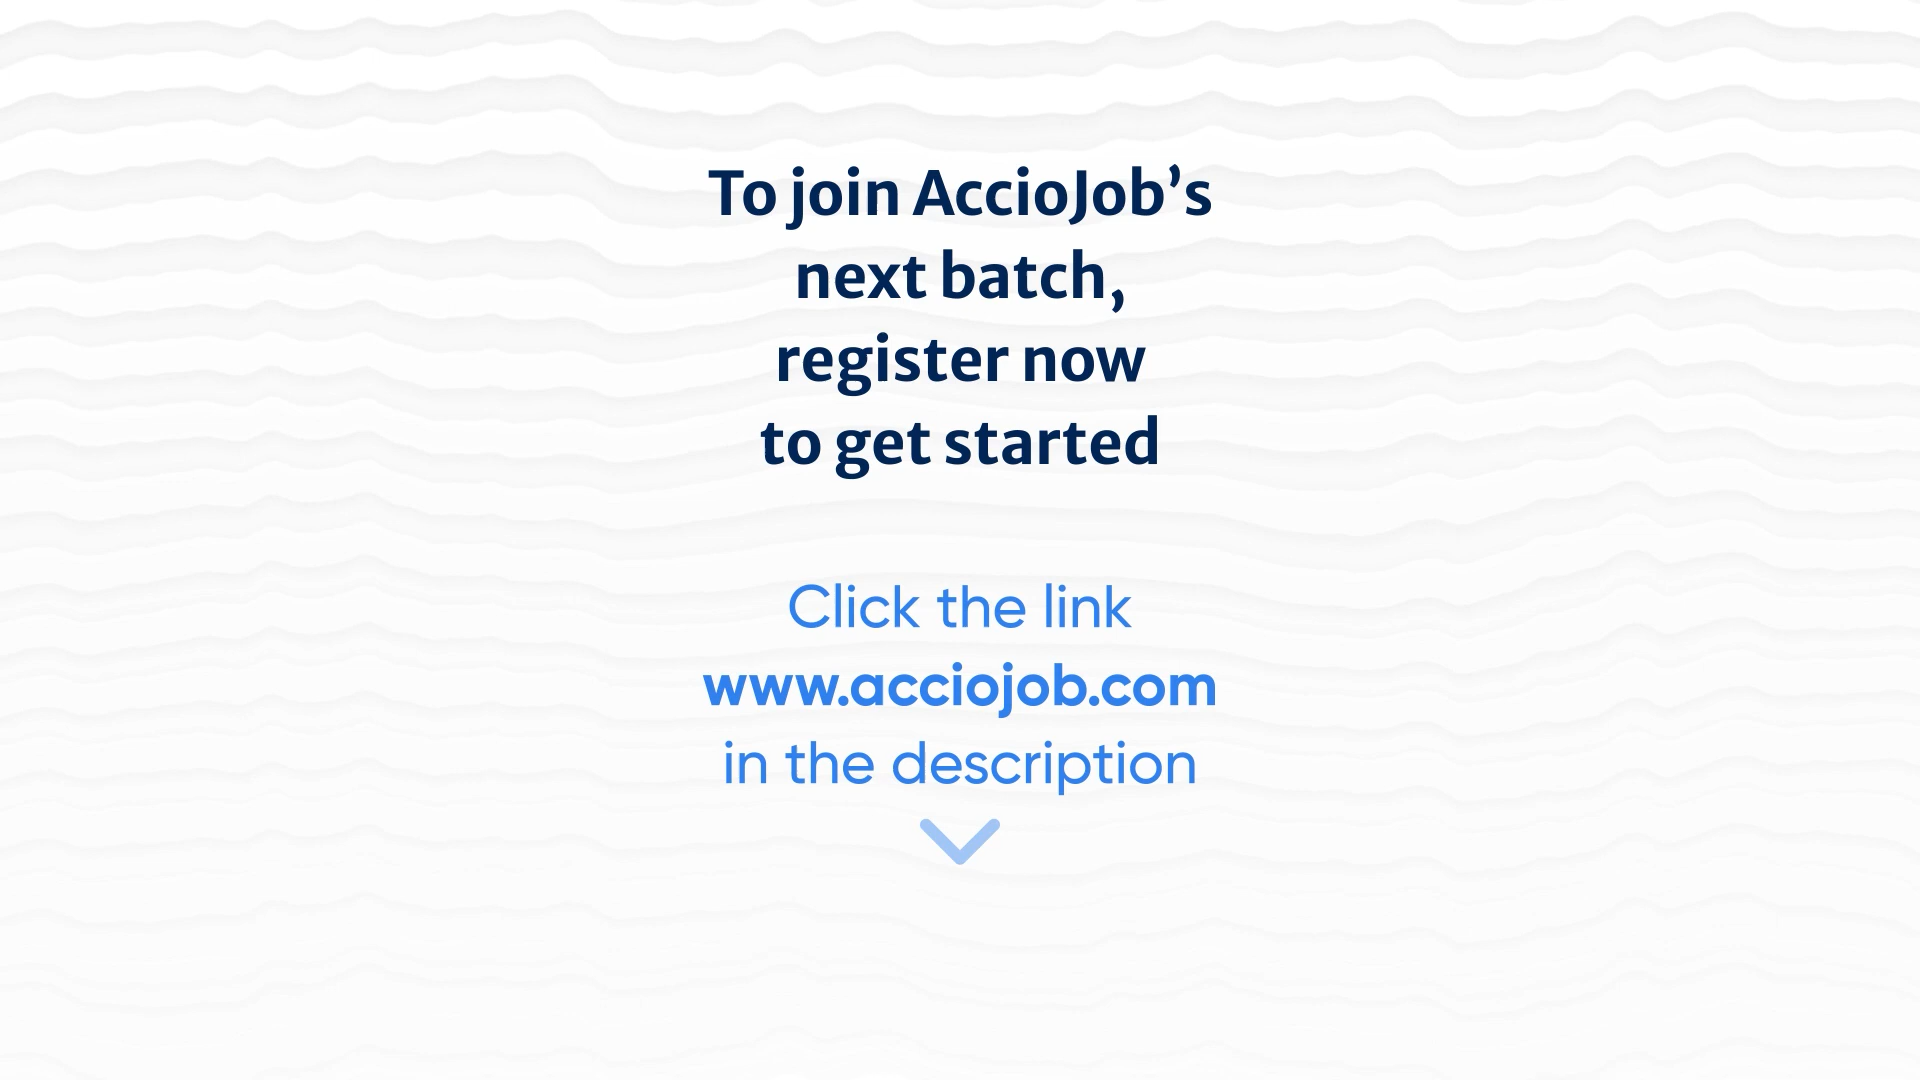 To join AccioJob’s
next batch,
register now
to get started
Click the link
www.acciojob.com
in the description